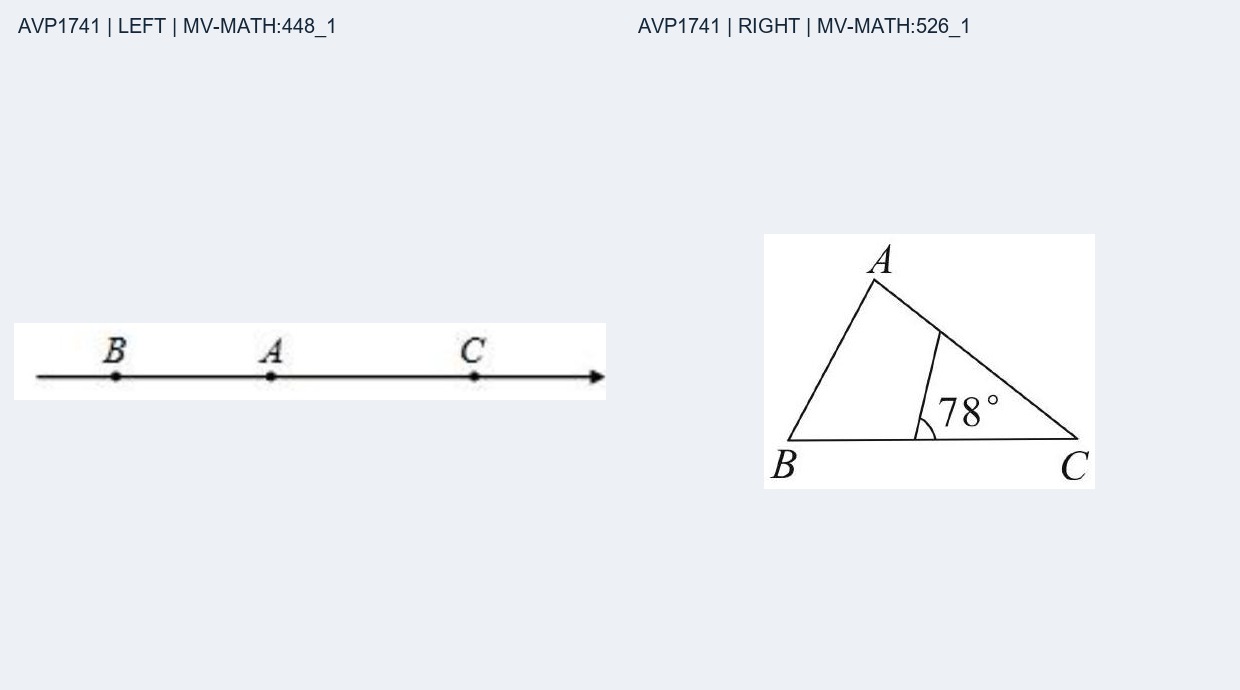 AVP1741 | LEFT | MV-MATH:448_1
B A C
AVP1741 | RIGHT | MV-MATH:526_1
A
78°
B C